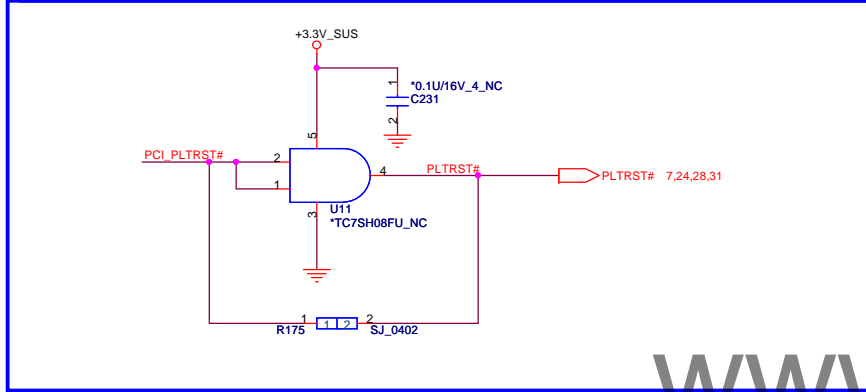 +3.3V_SUS
1
*0.1U/16V_4_NC
C231
2
5
PCI_PLTRST#
2
1
4
PLTRST#
PLTRST# 7,24,28,31
3
U11
*TC7SH08FU_NC
1
1 2
2
R175
SJ_0402